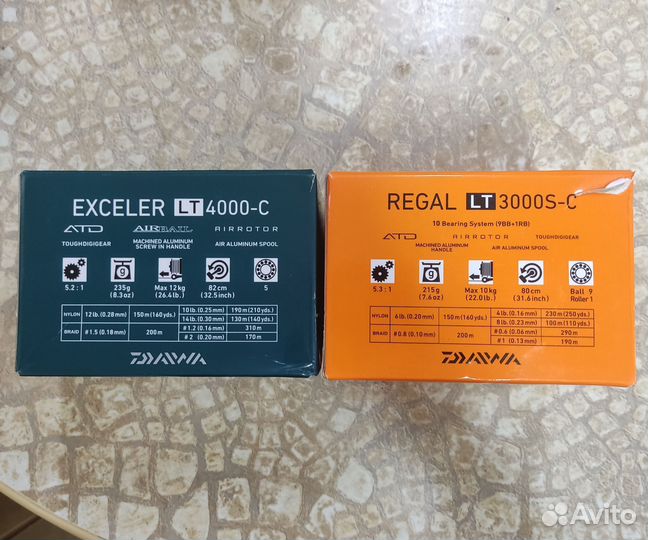 EXCELER LT 4000-C
ATD AIRBAIL AIRROTOR
TOUGHDIGIGEAR MACHINED ALUMINUM SCREW IN HANDLE AIR ALUMINUM SPOOL
g
5.2 : 1 235g (8.3oz) Max 12kg (26.4lb.) 82cm (32.5inch) 5
NYLON 12lb. (0.28mm) 150m (160yds.) 10lb. (0.25mm) 190m (210yds.)
14lb. (0.30mm) 130m (140yds.)
BRAID #1.5 (0.18mm) 200m #1.2 (0.16mm) 310m
#2 (0.20mm) 170m
DAIWA
REGAL LT 3000S-C
10 Bearing System (9BB+1RB)
ATD AIRROTOR TOUGHDIGIGEAR
MACHINED ALUMINUM HANDLE AIR ALUMINUM SPOOL
g
5.3 : 1 215g (7.6oz) Max 10kg (22.0lb.) 80cm (31.6inch) Ball 9 Roller 1
NYLON 6lb. (0.20mm) 150m (160yds.) 4lb. (0.16mm) 230m (250yds.)
8lb. (0.23mm) 100m (110yds.)
BRAID #0.8 (0.10mm) 200m #0.6 (0.06mm) 290m
#1 (0.13mm) 190m
DAIWA
Avito